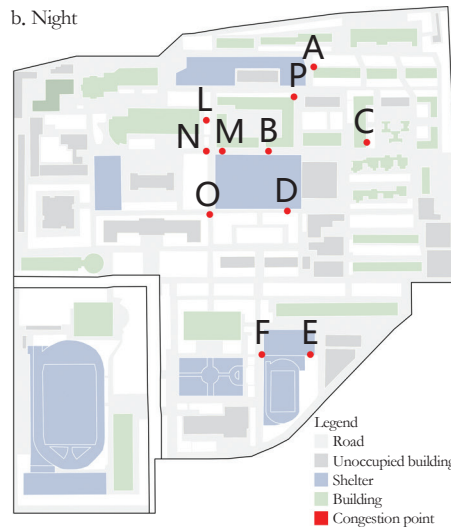 b. Night
A
P
L
N M B C
O D
F E
Legend
Road
Unoccupied building
Shelter
Building
Congestion point